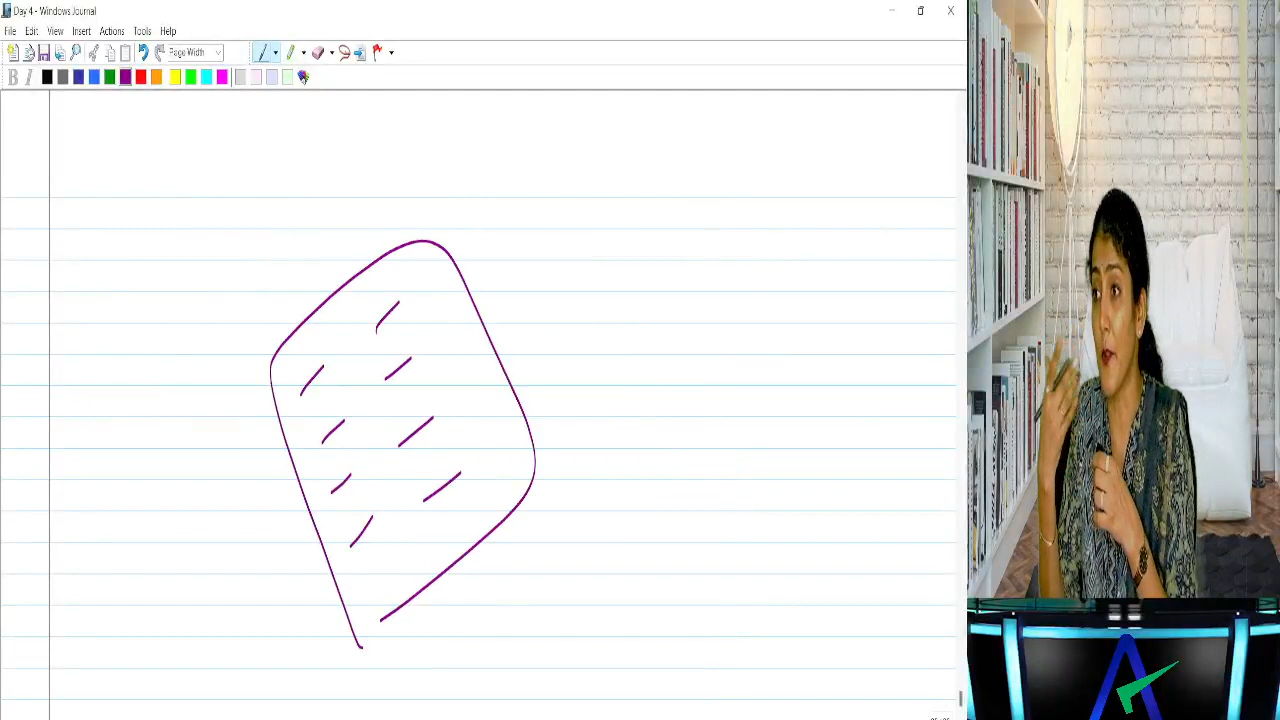 Day 4 - Windows Journal
File Edit View Insert Actions Tools Help
Page Width
B I